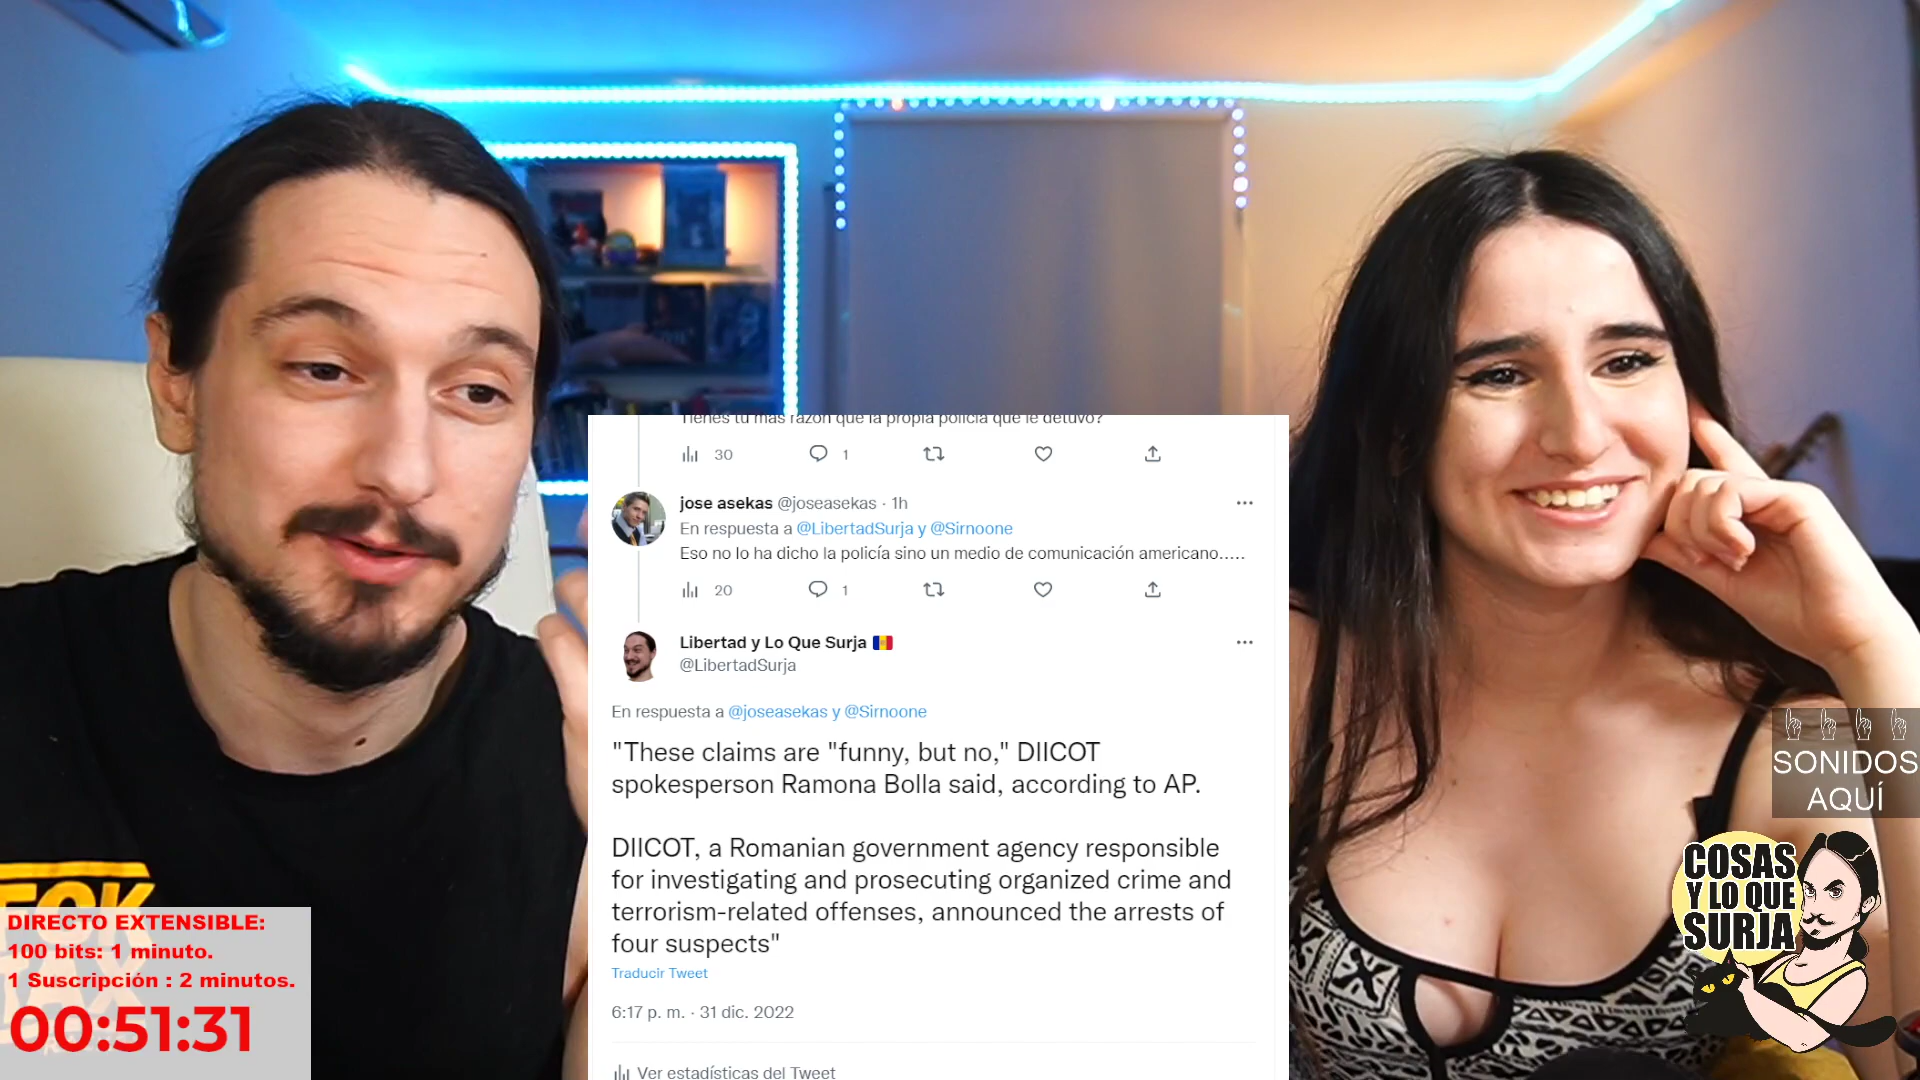 Tienes tú más razón que la propia policía que le detuvo?
30
1
jose asekas @joseasekas · 1h
En respuesta a @LibertadSurja y @Sirnoone
Eso no lo ha dicho la policía sino un medio de comunicación americano.....
20
1
Libertad y Lo Que Surja
@LibertadSurja
En respuesta a @joseasekas y @Sirnoone
"These claims are "funny, but no," DIICOT
spokesperson Ramona Bolla said, according to AP.
DIICOT, a Romanian government agency responsible
for investigating and prosecuting organized crime and
terrorism-related offenses, announced the arrests of
four suspects"
Traducir Tweet
6:17 p. m. · 31 dic. 2022
Ver estadísticas del Tweet
SONIDOS
AQUÍ
COSAS
Y LO QUE
SURJA
DIRECTO EXTENSIBLE:
100 bits: 1 minuto.
1 Suscripción : 2 minutos.
00:51:31